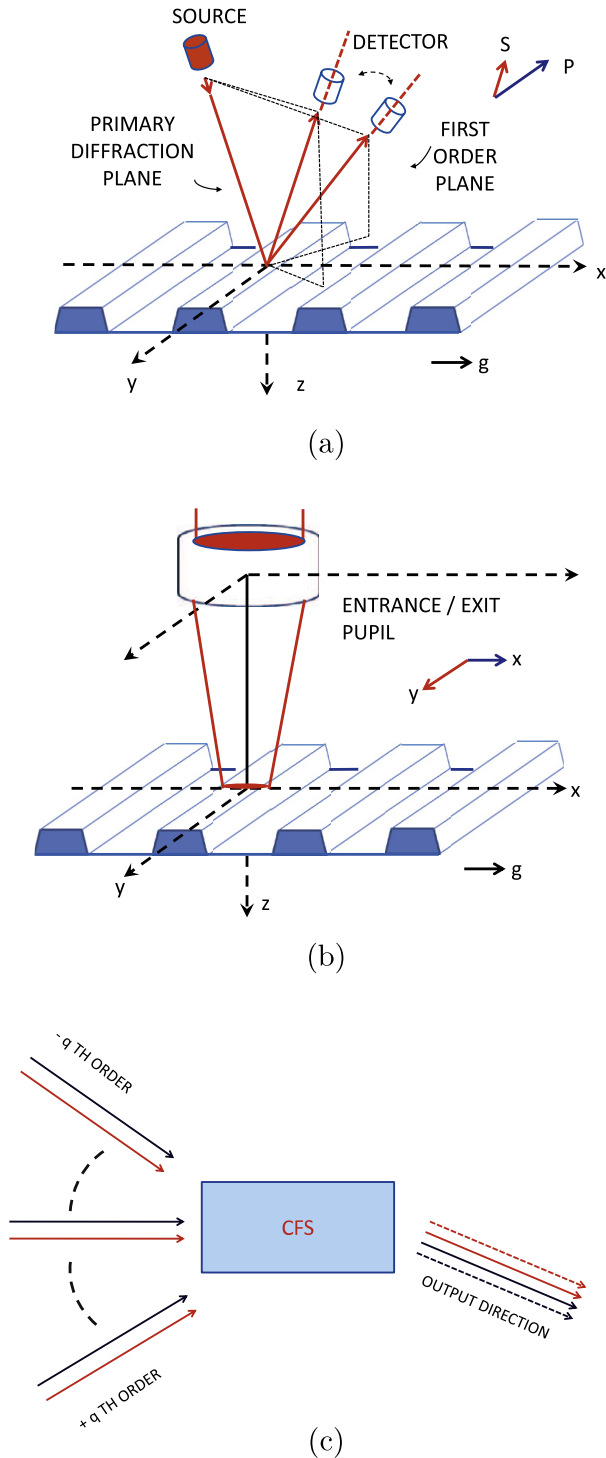 SOURCE
DETECTOR
S
P
PRIMARY
DIFFRACTION
PLANE
FIRST
ORDER
PLANE
x
y
z
g
(a)
ENTRANCE / EXIT
PUPIL
x
y
x
y
z
g
(b)
- q TH ORDER
CFS
OUTPUT DIRECTION
+ q TH ORDER
(c)